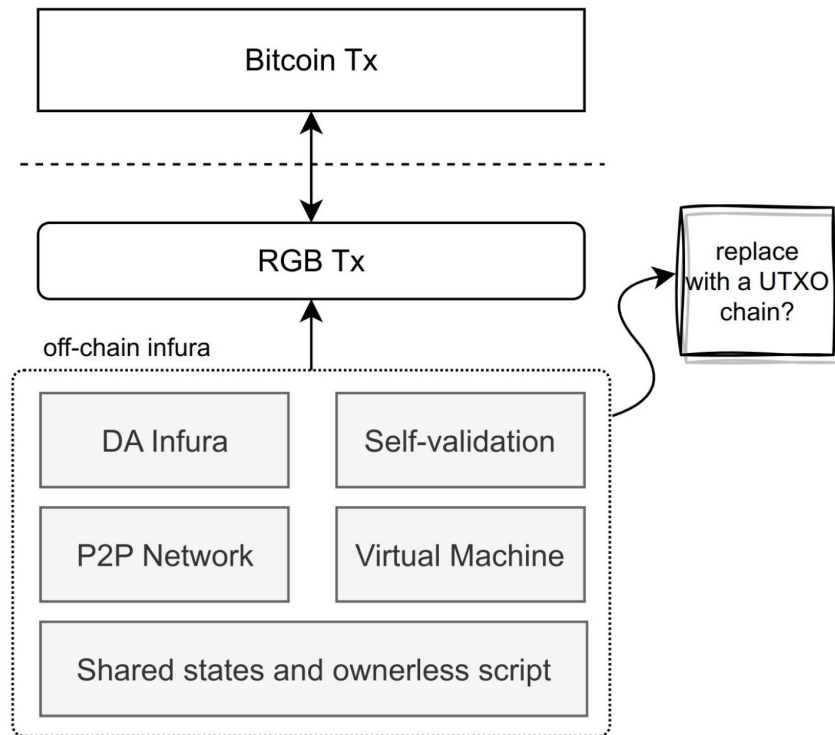 Bitcoin Tx
RGB Tx
replace
with a UTXO
chain?
off-chain infura
DA Infura
Self-validation
P2P Network
Virtual Machine
Shared states and ownerless script